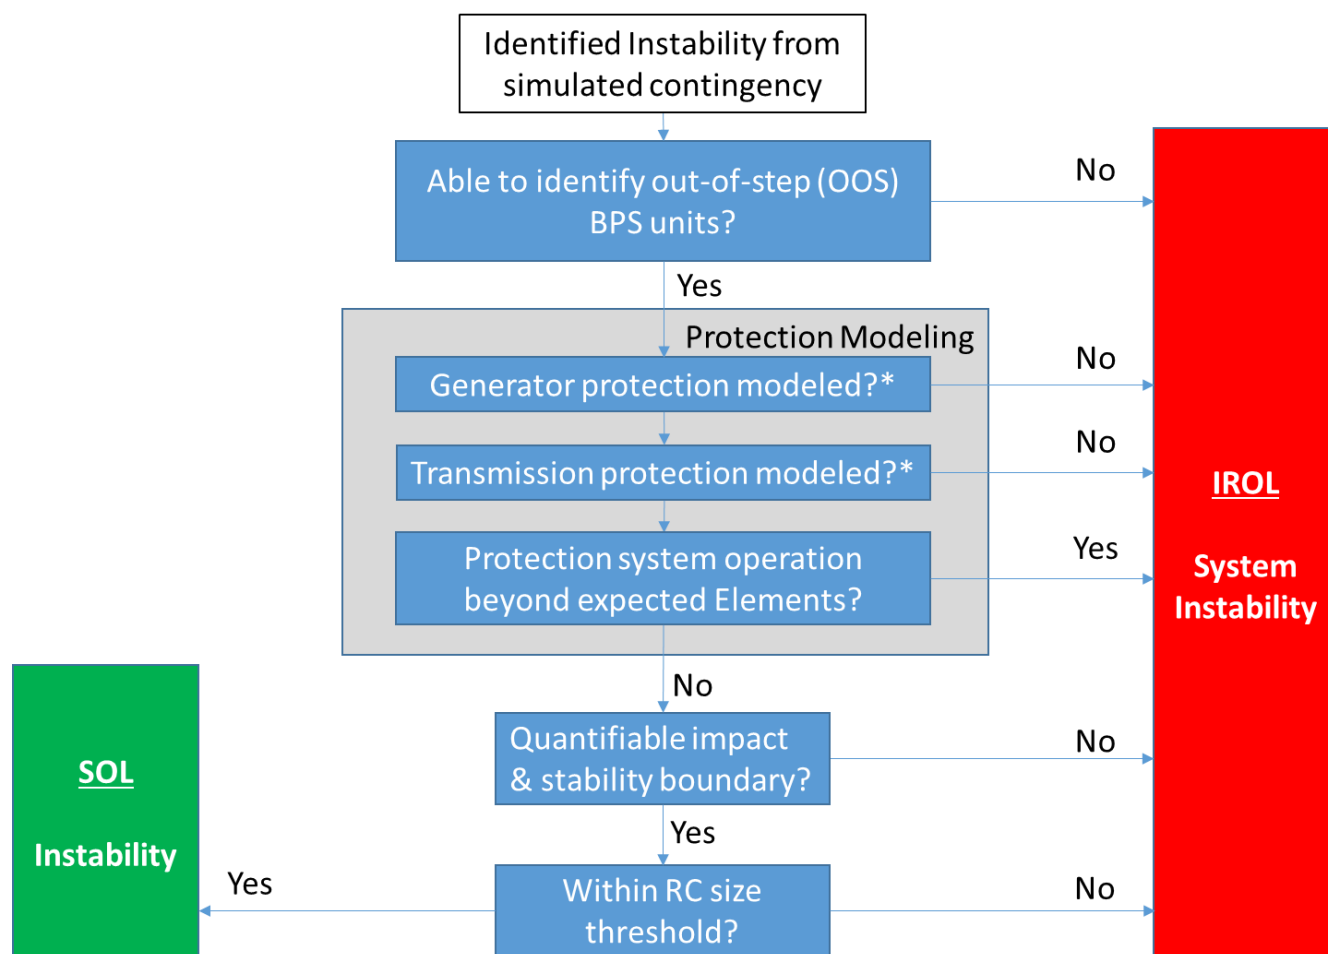 Identified Instability from
simulated contingency
Able to identify out-of-step (OOS)
BPS units?
No
Yes
Protection Modeling
Generator protection modeled?*
No
Transmission protection modeled?*
No
Protection system operation
beyond expected Elements?
Yes
IROL
System
Instability
No
Quantifiable impact
& stability boundary?
No
Yes
Within RC size
threshold?
No
Yes
SOL
Instability